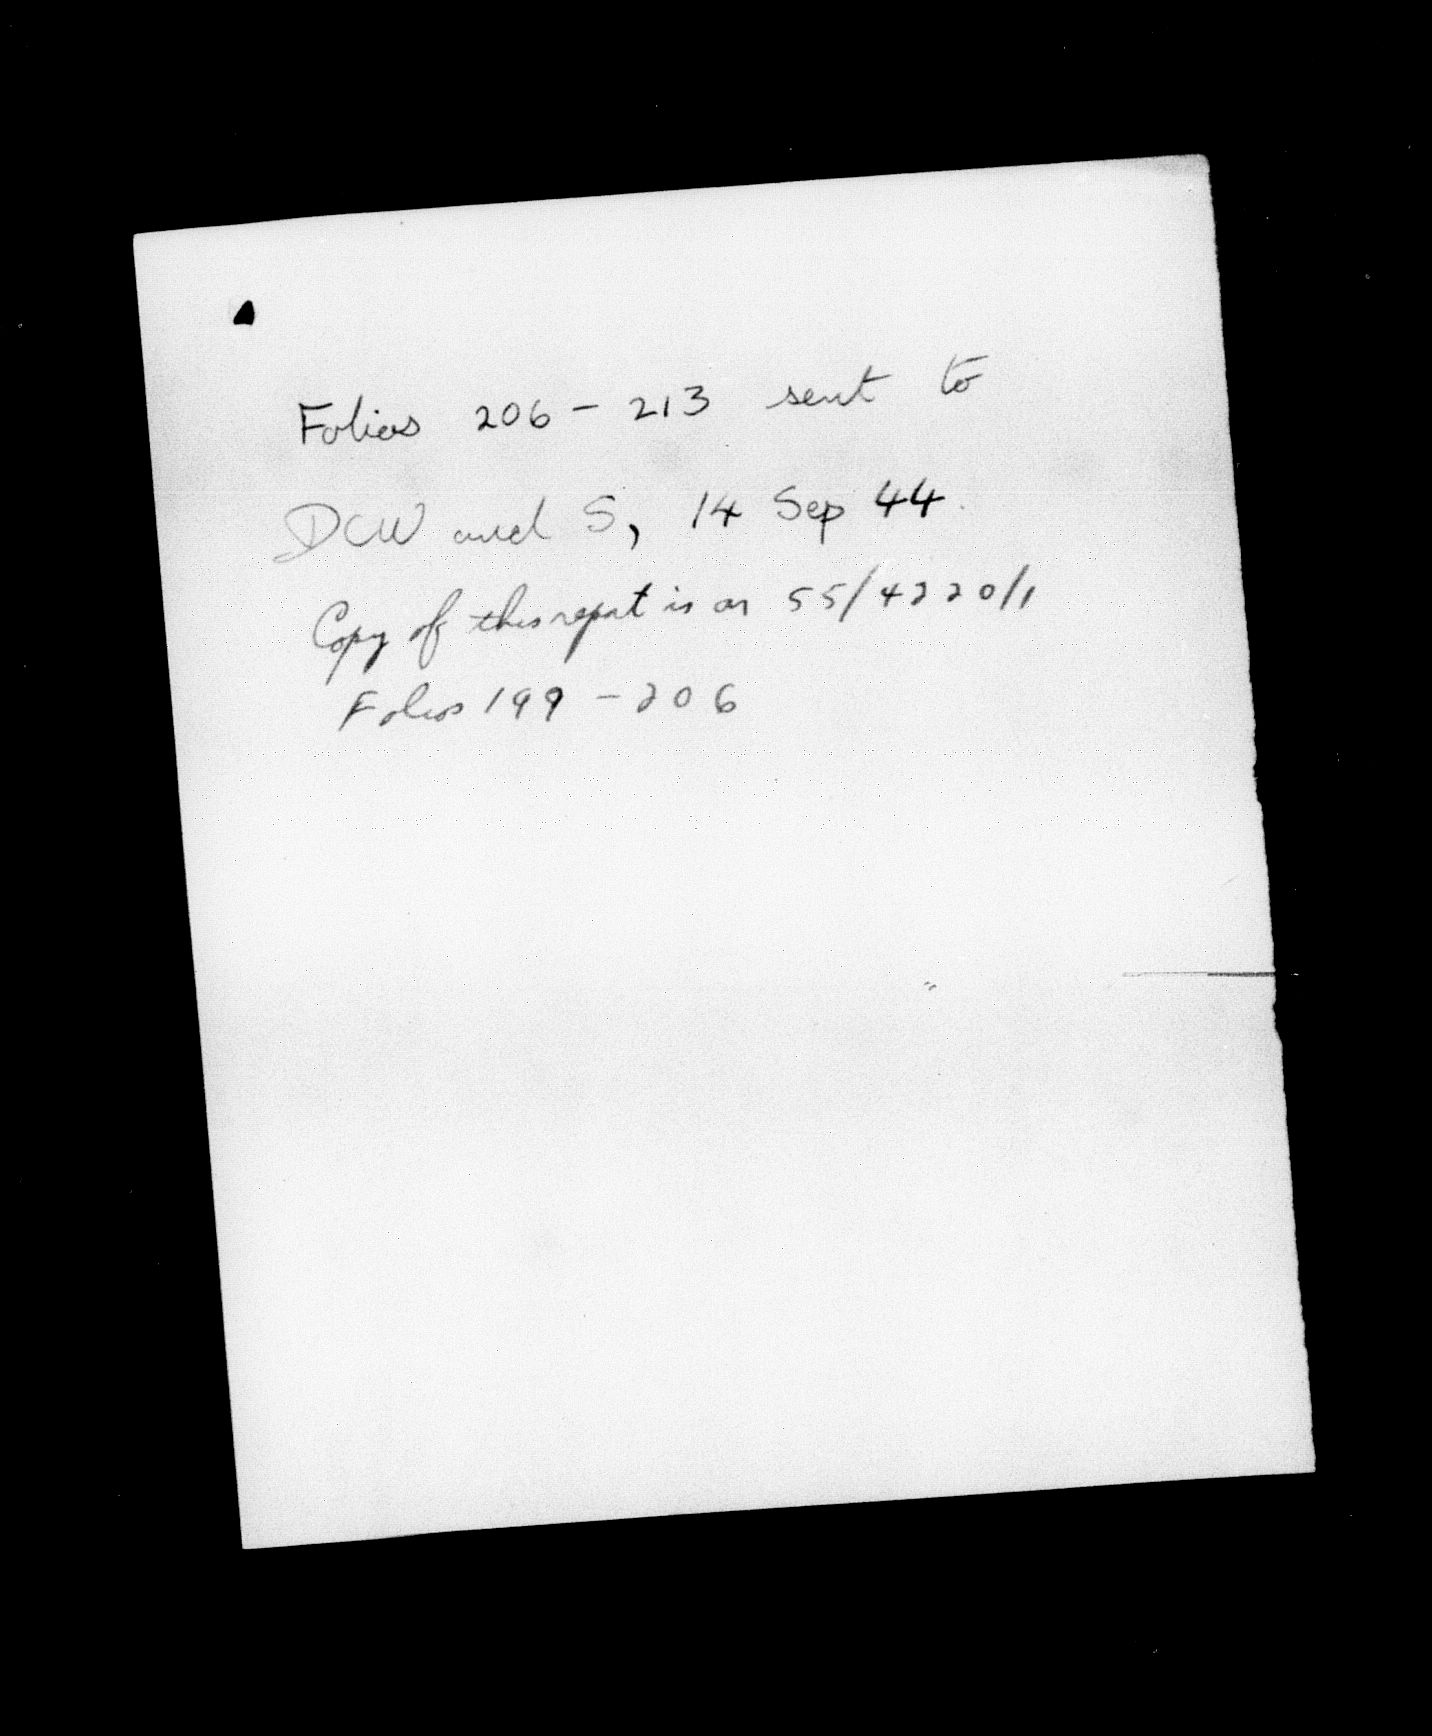 Folios 206 - 213 sent to
DCW and S, 14 Sep 44.
Copy of this report is on 55/4220/1
Folios 199 - 206